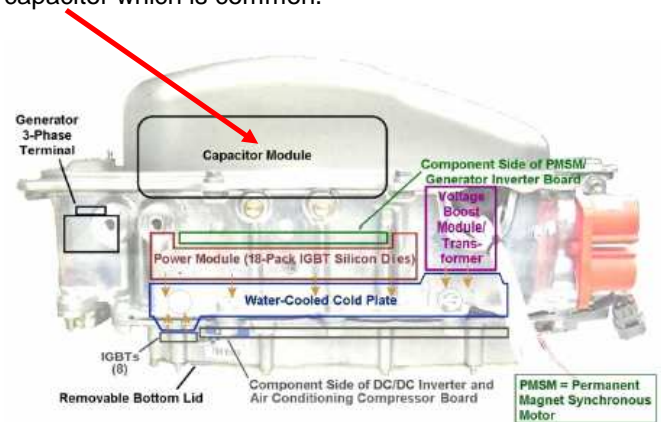 capacitor which is common.
Generator
3-Phase
Terminal
Capacitor Module
Component Side of PMSM/
Generator Inverter Board
Voltage
Boost
Module/
Trans-
former
Power Module (18-Pack IGBT Silicon Dies)
Water-Cooled Cold Plate
IGBTs
(8)
Removable Bottom Lid
Component Side of DC/DC Inverter and
Air Conditioning Compressor Board
PMSM = Permanent
Magnet Synchronous
Motor